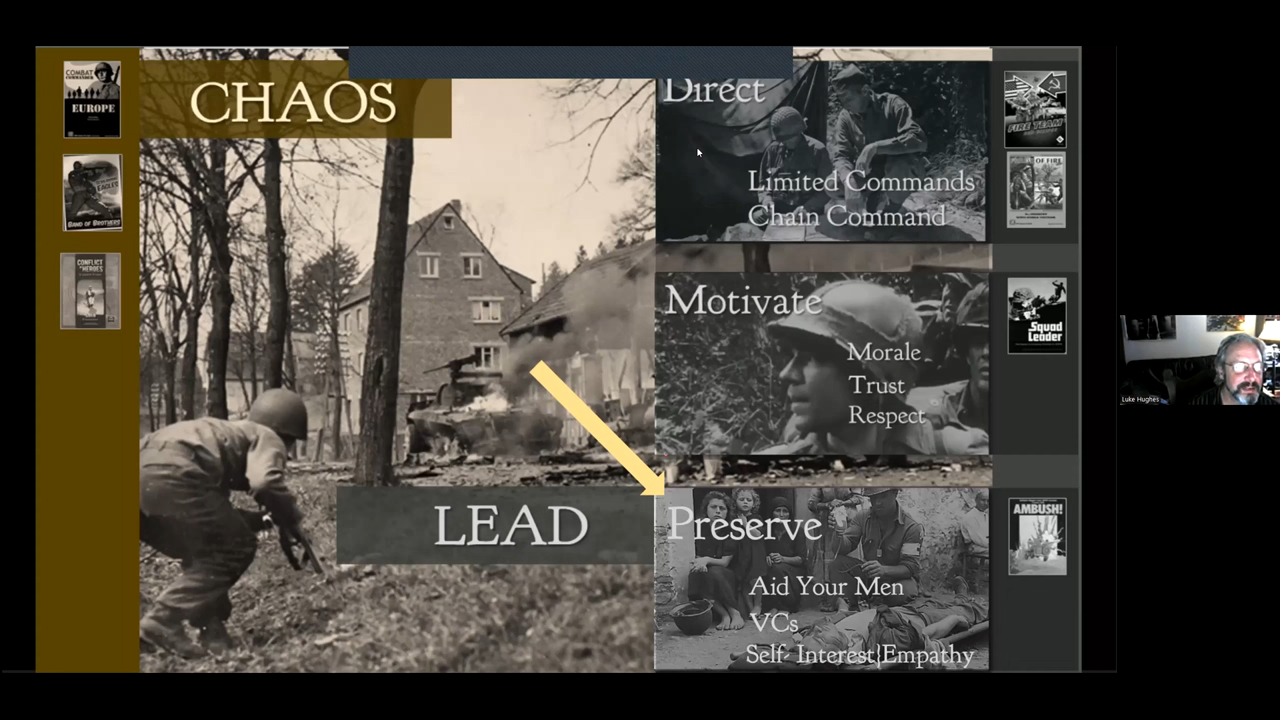 CHAOS
LEAD
Direct
Limited Commands
Chain Command
Motivate
Morale
Trust
Respect
Preserve
Aid Your Men
VCs
Self- Interest|Empathy
COMBAT
EUROPE
EAGLES
BAND OF BROTHERS
CONFLICT
OF HEROES
FIRE TEAM
OF FIRE
Squad
Leader
AMBUSH!
Luke Hughes